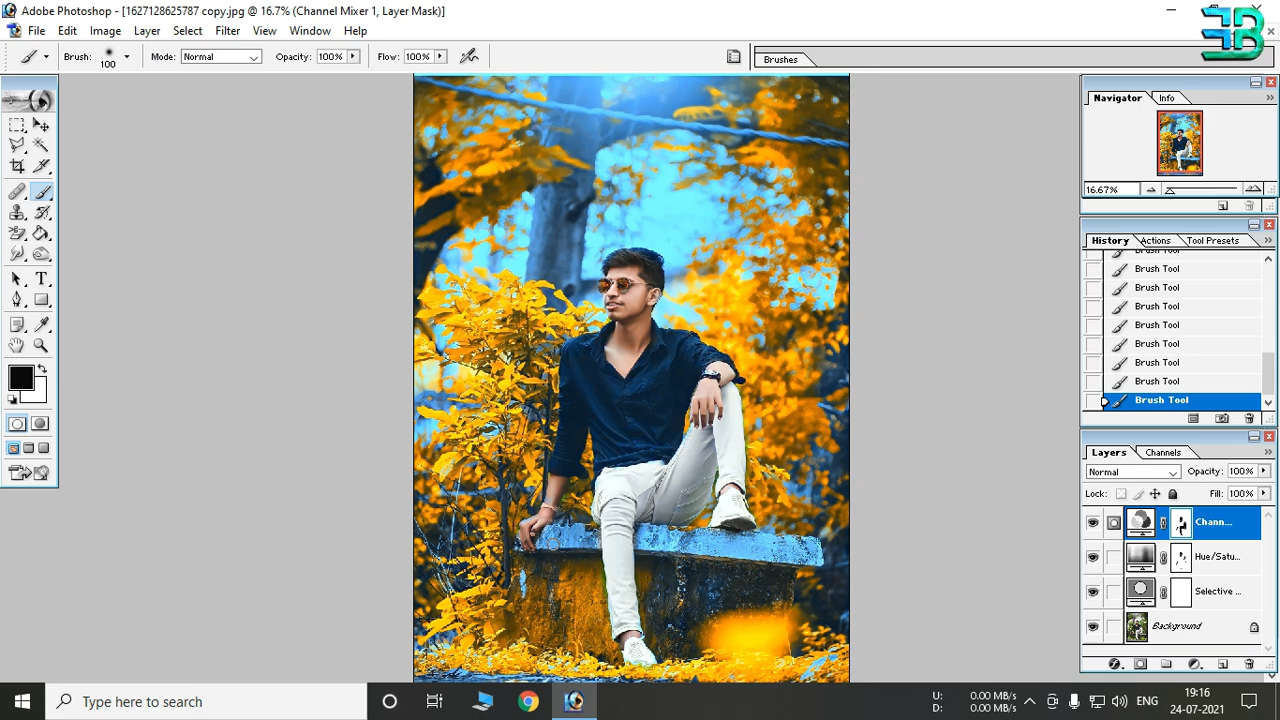 Adobe Photoshop - [1627128625787 copy.jpg @ 16.7% (Channel Mixer 1, Layer Mask)]
File Edit Image Layer Select Filter View Window Help
Brush: 100 Mode: Normal Opacity: 100% Flow: 100% Brushes
Navigator Info
16.67%
History Actions Tool Presets
Brush Tool
Brush Tool
Brush Tool
Brush Tool
Brush Tool
Brush Tool
Brush Tool
Brush Tool
Layers Channels
Normal Opacity: 100%
Lock: Fill: 100%
Chann...
Hue/Satu...
Selective ...
Background
Type here to search
U: 0.00 MB/s
D: 0.00 MB/s
ENG
19:16
24-07-2021